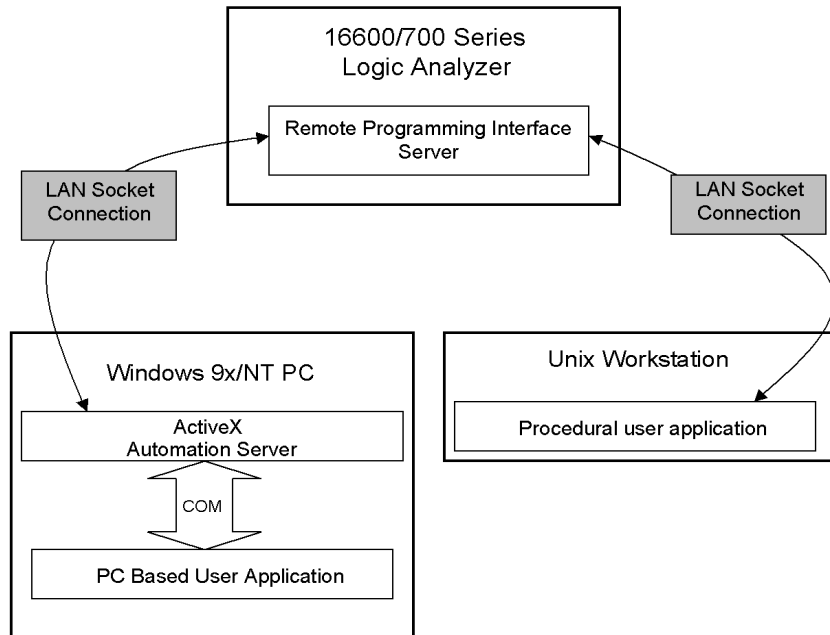 16600/700 Series
Logic Analyzer
Remote Programming Interface
Server
LAN Socket
Connection
LAN Socket
Connection
Windows 9x/NT PC
ActiveX
Automation Server
COM
PC Based User Application
Unix Workstation
Procedural user application